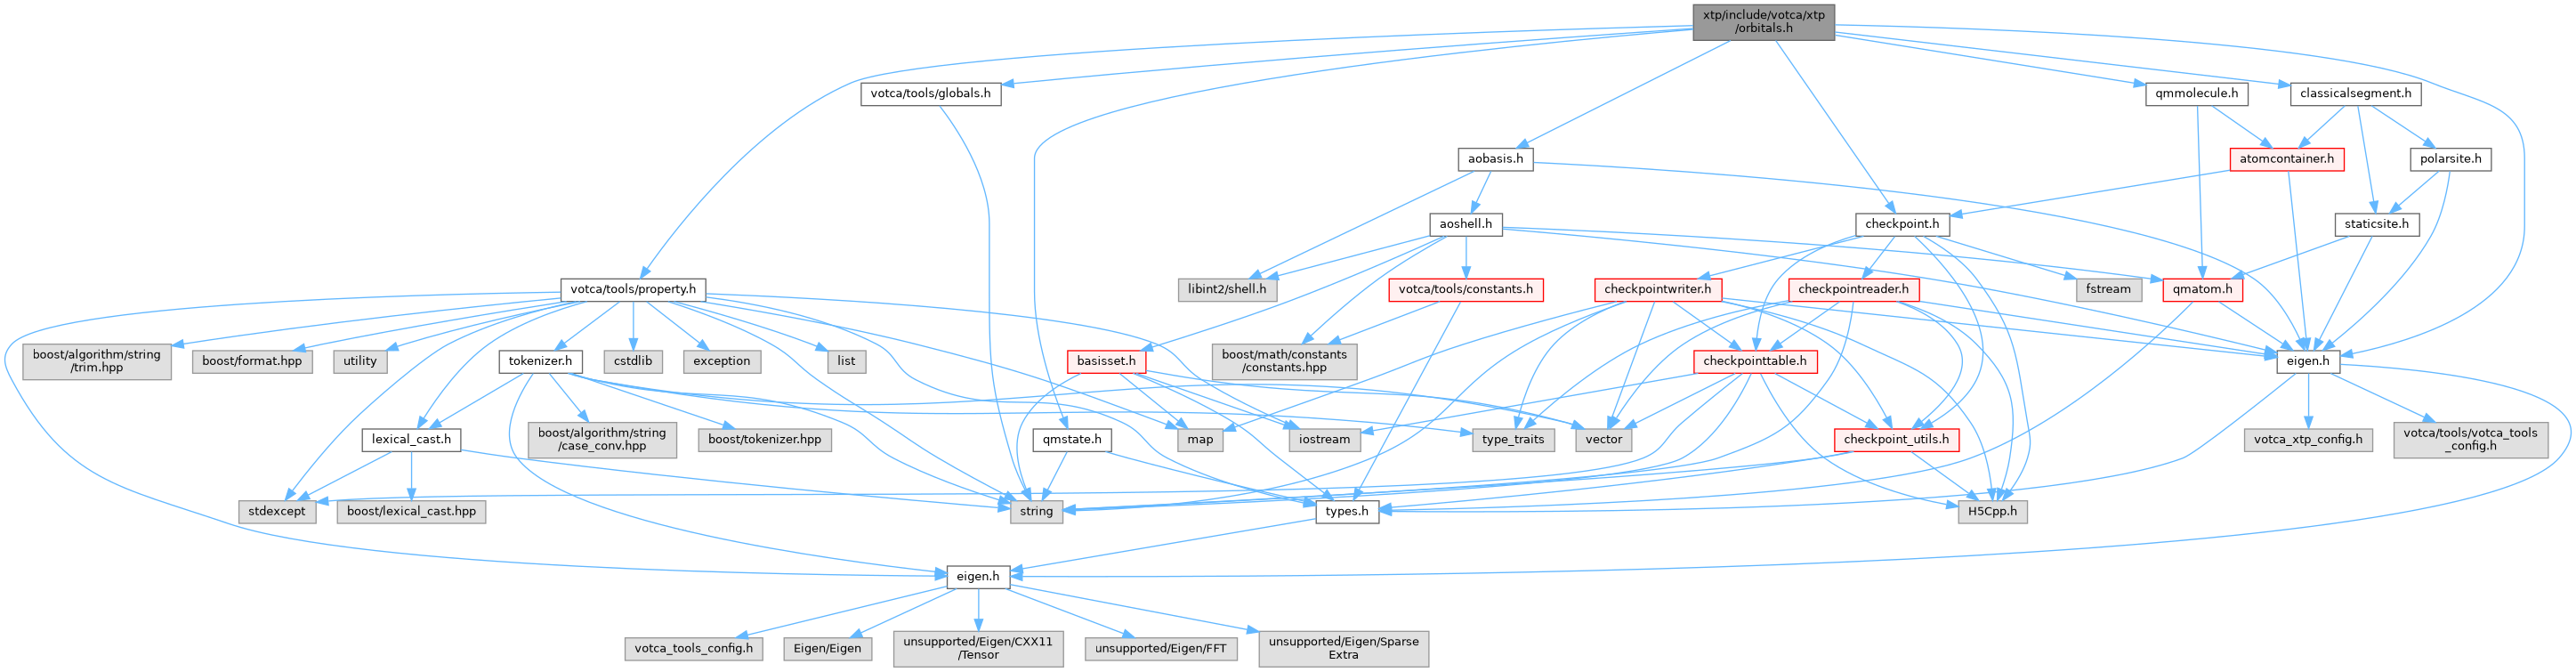 xtp/include/votca/xtp
/orbitals.h
votca/tools/globals.h
qmmolecule.h
classicalsegment.h
aobasis.h
atomcontainer.h
polarsite.h
aoshell.h
checkpoint.h
staticsite.h
votca/tools/property.h
libint2/shell.h
votca/tools/constants.h
checkpointwriter.h
checkpointreader.h
fstream
qmatom.h
boost/algorithm/string
/trim.hpp
boost/format.hpp
utility
tokenizer.h
cstdlib
exception
list
basisset.h
boost/math/constants
/constants.hpp
checkpointtable.h
eigen.h
lexical_cast.h
boost/algorithm/string
/case_conv.hpp
boost/tokenizer.hpp
qmstate.h
map
iostream
type_traits
vector
checkpoint_utils.h
votca_xtp_config.h
votca/tools/votca_tools
_config.h
stdexcept
boost/lexical_cast.hpp
string
types.h
H5Cpp.h
eigen.h
votca_tools_config.h
Eigen/Eigen
unsupported/Eigen/CXX11
/Tensor
unsupported/Eigen/FFT
unsupported/Eigen/Sparse
Extra